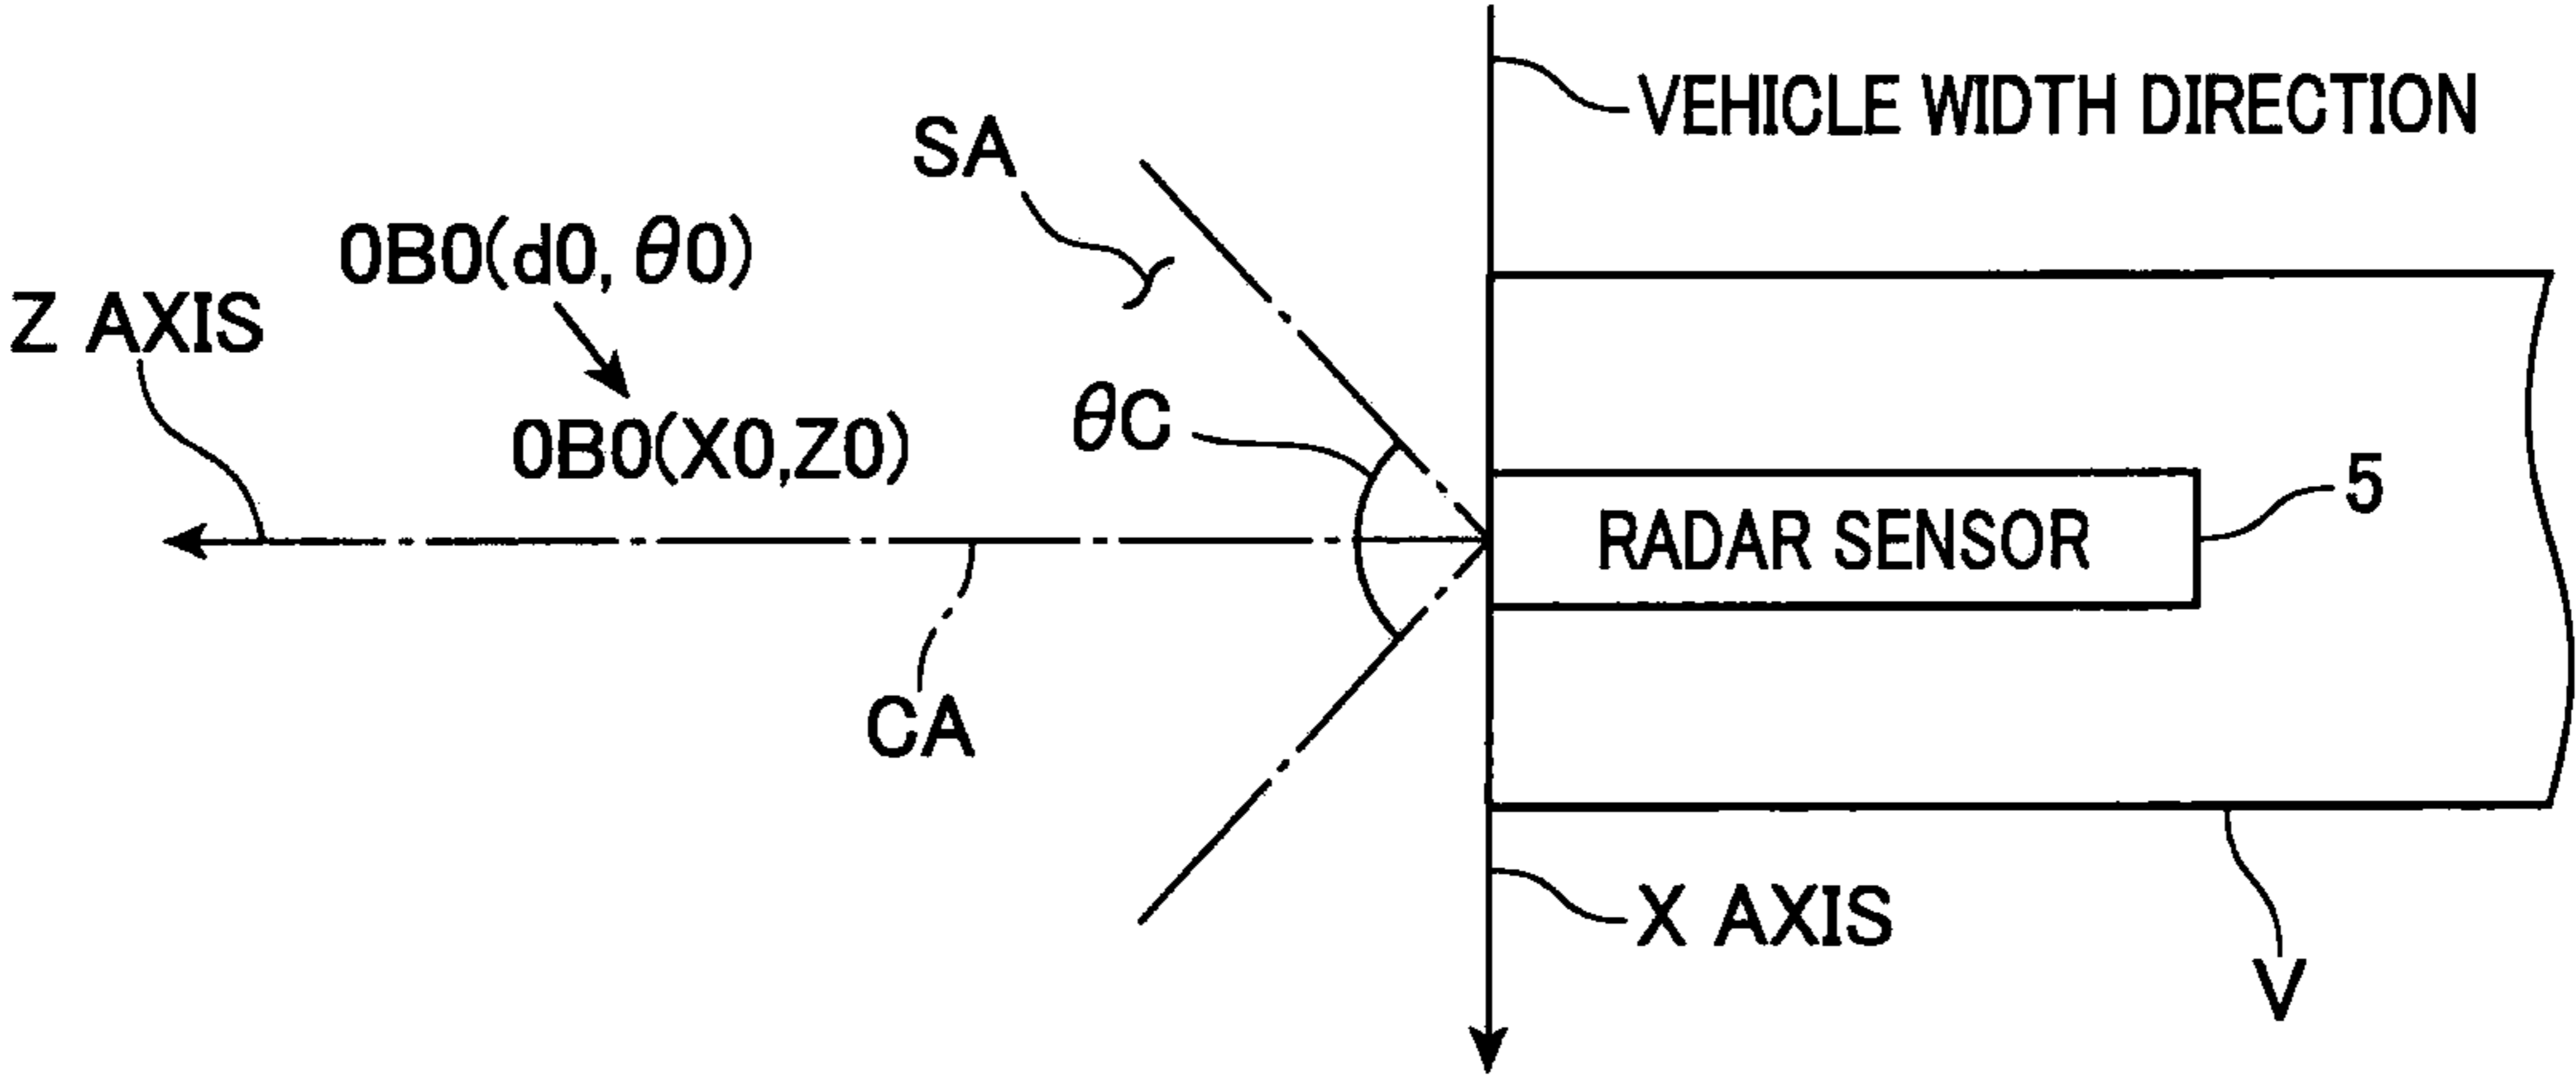 VEHICLE WIDTH DIRECTION
SA
0B0(d0, θ0)
Z AXIS
θC
0B0(X0,Z0)
5
RADAR SENSOR
CA
X AXIS
V